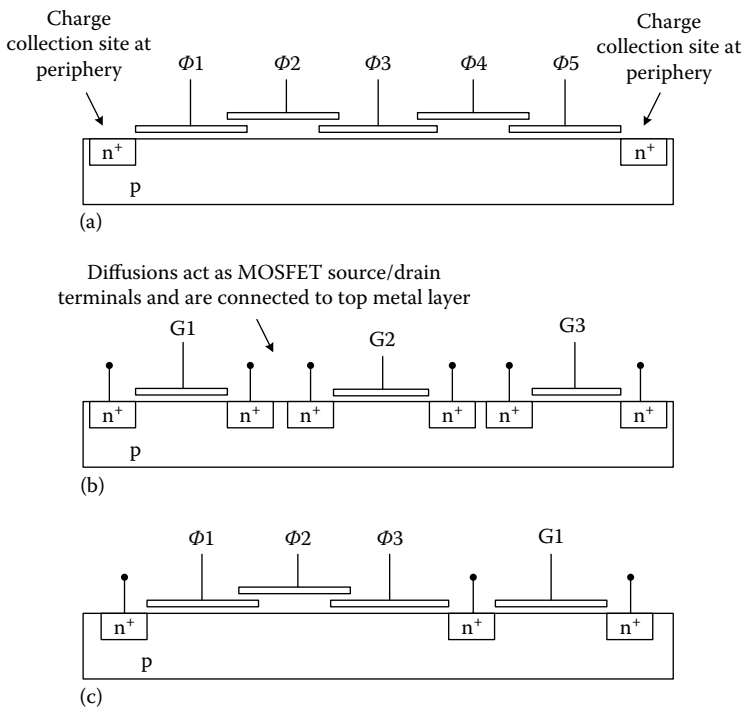 Charge
collection site at
periphery
Charge
collection site at
periphery
Φ1 Φ2 Φ3 Φ4 Φ5
n+ n+
p
(a)
Diffusions act as MOSFET source/drain
terminals and are connected to top metal layer
G1 G2 G3
n+ n+ n+ n+ n+ n+
p
(b)
Φ1 Φ2 Φ3 G1
n+ n+ n+
p
(c)